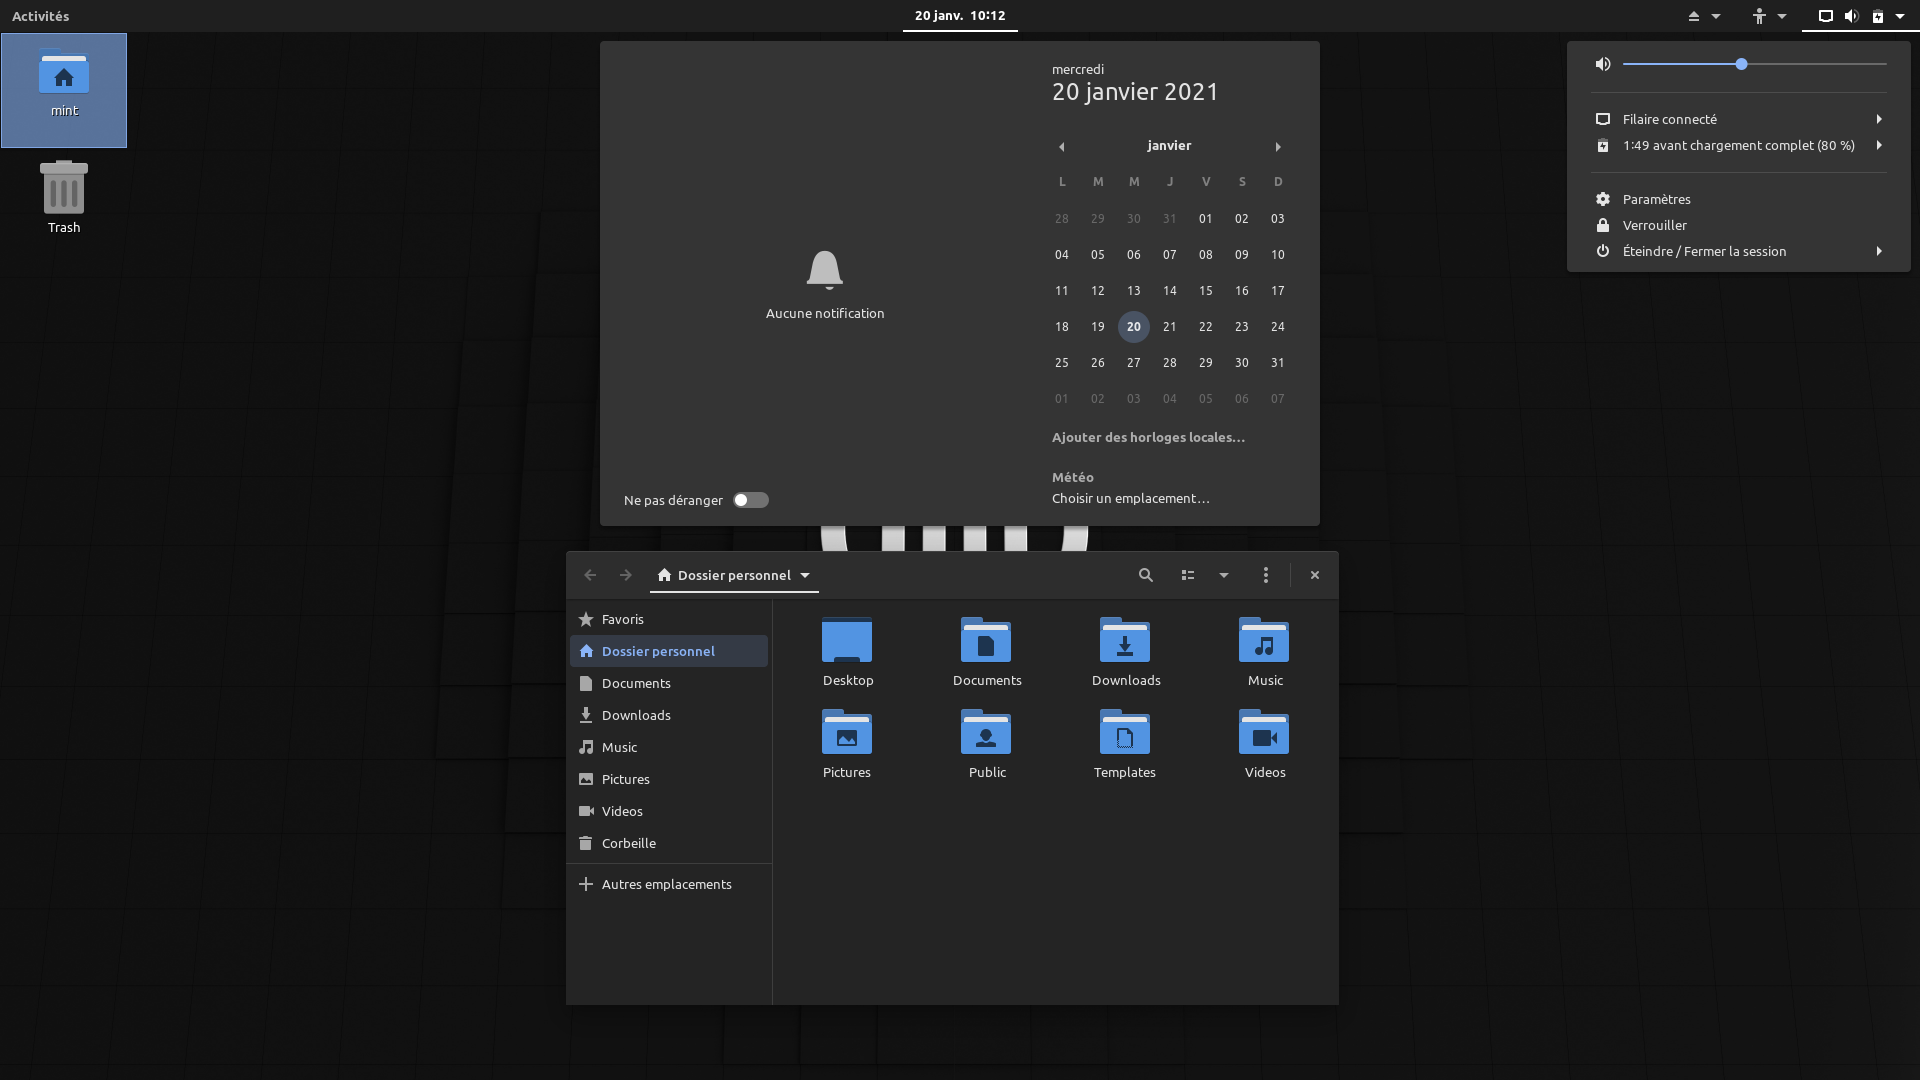 Activités
20 janv.  10:12
mint
Trash
Aucune notification
Ne pas déranger
mercredi
20 janvier 2021
janvier
L M M J V S D
28 29 30 31 01 02 03
04 05 06 07 08 09 10
11 12 13 14 15 16 17
18 19 20 21 22 23 24
25 26 27 28 29 30 31
01 02 03 04 05 06 07
Ajouter des horloges locales…
Météo
Choisir un emplacement…
Filaire connecté
1:49 avant chargement complet (80 %)
Paramètres
Verrouiller
Éteindre / Fermer la session
Dossier personnel
Favoris
Dossier personnel
Documents
Downloads
Music
Pictures
Videos
Corbeille
Autres emplacements
Desktop Documents Downloads Music
Pictures Public Templates Videos